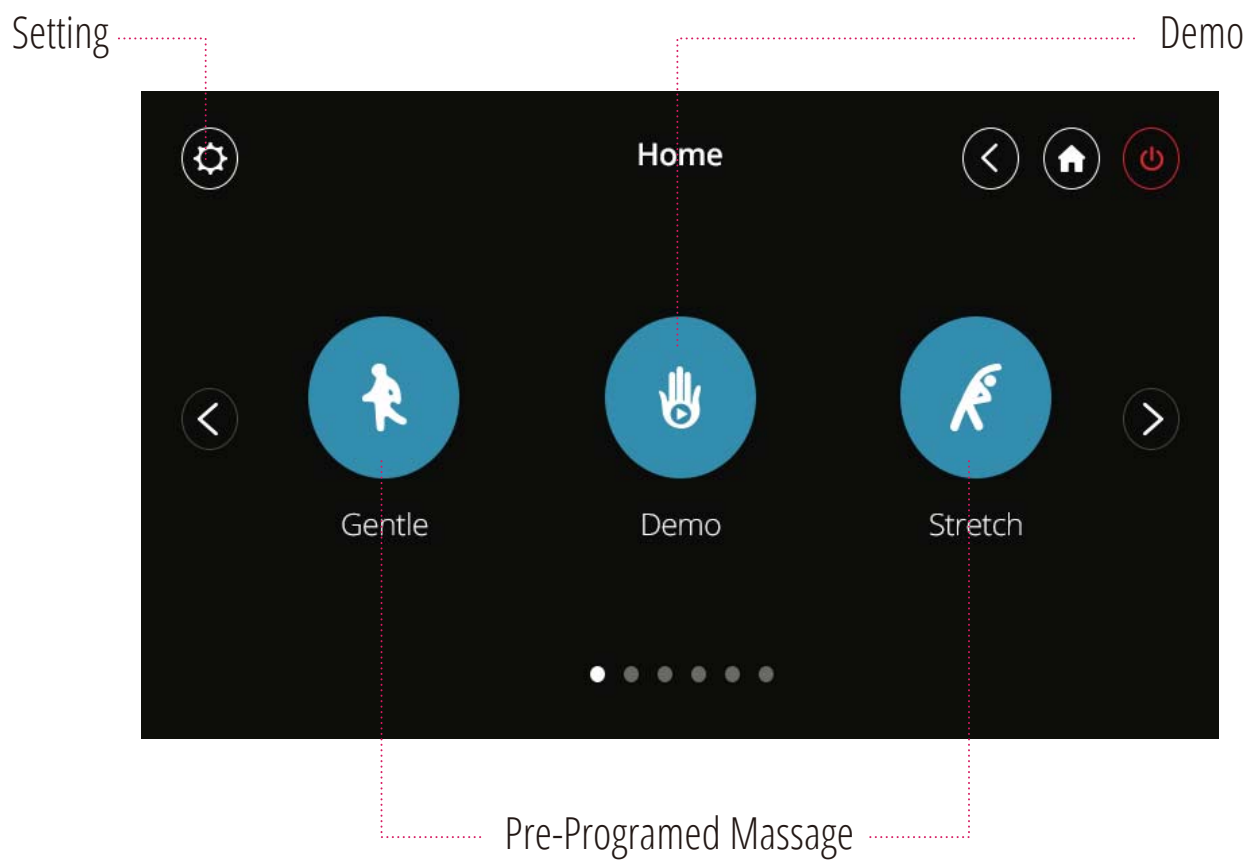 Setting
Demo
Home
Gentle
Demo
Stretch
Pre-Programed Massage